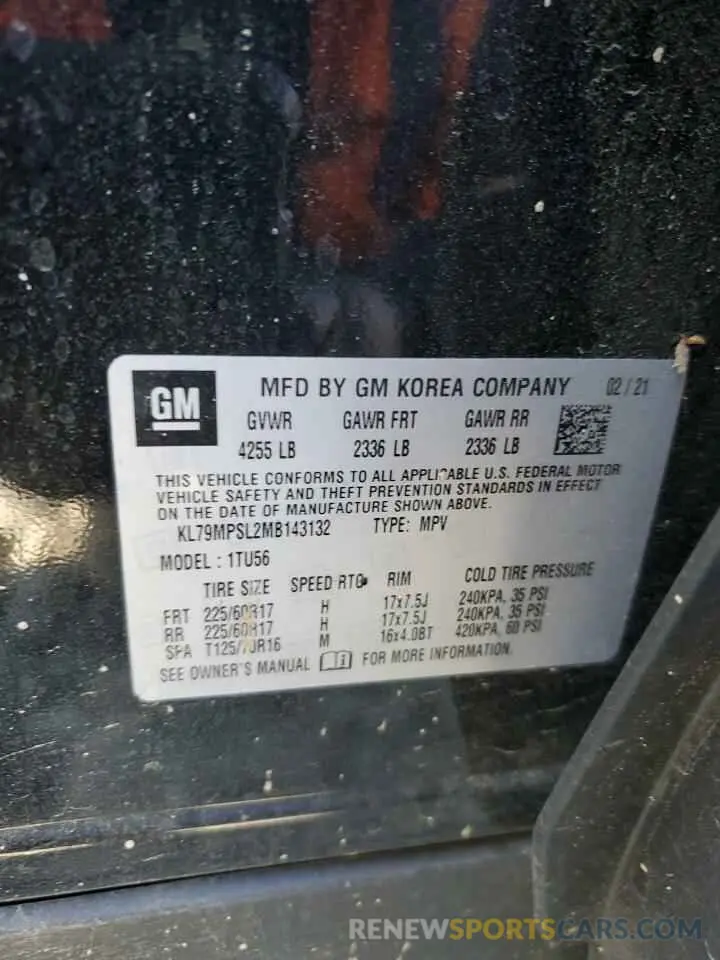 GM MFD BY GM KOREA COMPANY 02/21
GVWR GAWR FRT GAWR RR
4255 LB 2336 LB 2336 LB
THIS VEHICLE CONFORMS TO ALL APPLICABLE U.S. FEDERAL MOTOR
VEHICLE SAFETY AND THEFT PREVENTION STANDARDS IN EFFECT
ON THE DATE OF MANUFACTURE SHOWN ABOVE.
KL79MPSL2MB143132 TYPE: MPV
MODEL: 1TU56
TIRE SIZE SPEED RTG RIM COLD TIRE PRESSURE
FRT 225/60R17 H 17x7.5J 240KPA, 35 PSI
RR 225/60R17 H 17x7.5J 240KPA, 35 PSI
SPA T125/70R16 M 16x4.0BT 420KPA, 60 PSI
SEE OWNER'S MANUAL FOR MORE INFORMATION.
RENEWSPORTSCARS.COM